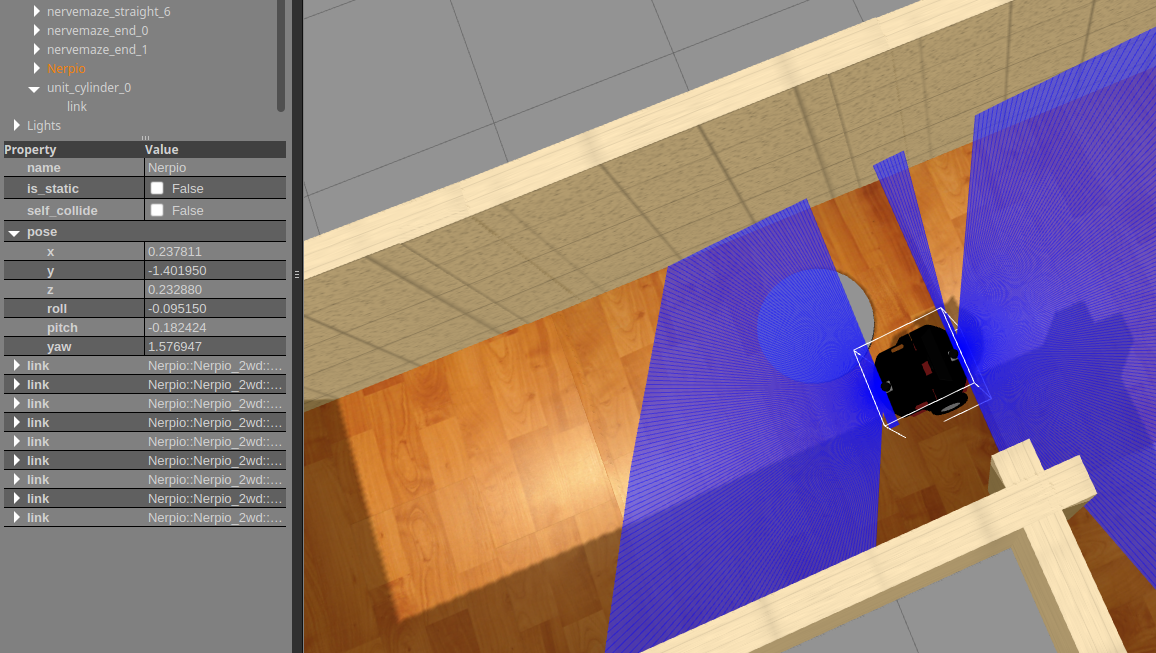 nervemaze_straight_6
nervemaze_end_0
nervemaze_end_1
Nerpio
unit_cylinder_0
link
Lights
Property Value
name Nerpio
is_static False
self_collide False
pose
x 0.237811
y -1.401950
z 0.232880
roll -0.095150
pitch -0.182424
yaw 1.576947
link Nerpio::Nerpio_2wd::...
link Nerpio::Nerpio_2wd::...
link Nerpio::Nerpio_2wd::...
link Nerpio::Nerpio_2wd::...
link Nerpio::Nerpio_2wd::...
link Nerpio::Nerpio_2wd::...
link Nerpio::Nerpio_2wd::...
link Nerpio::Nerpio_2wd::...
link Nerpio::Nerpio_2wd::...